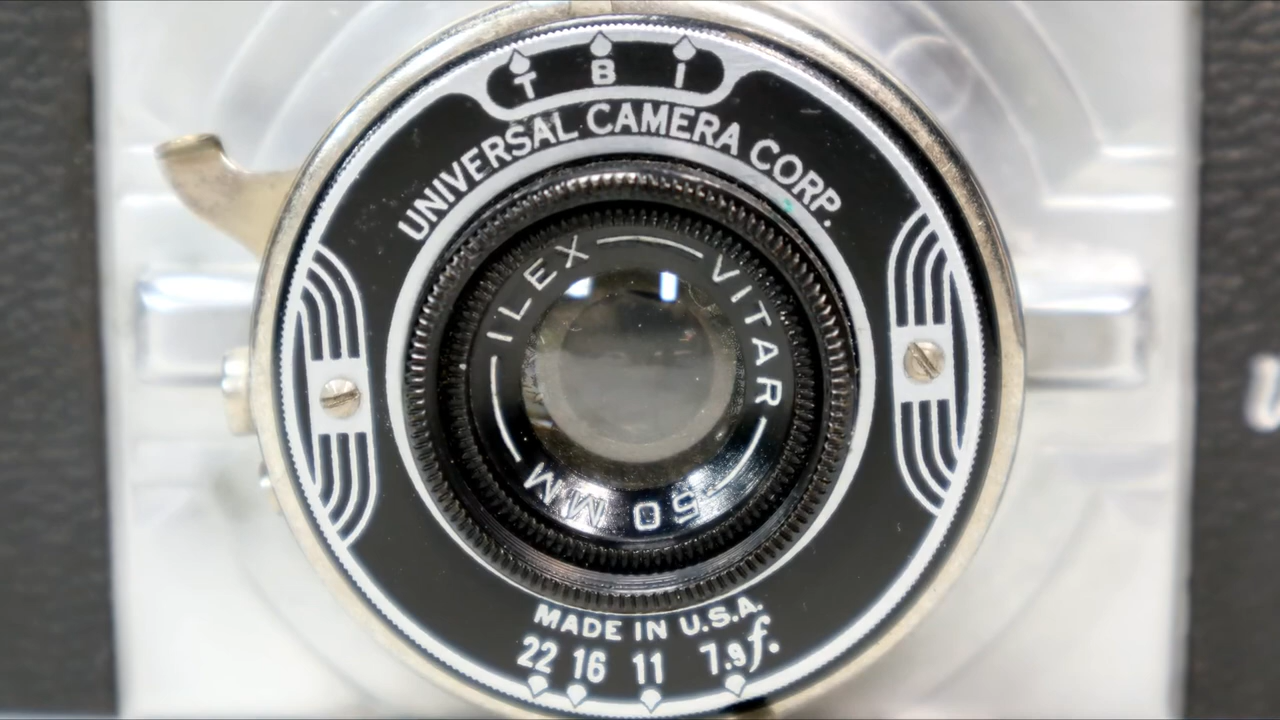 T B I
UNIVERSAL CAMERA CORP.
ILEX VITAR
50 MM
MADE IN U.S.A.
22 16 11 7.9 f.